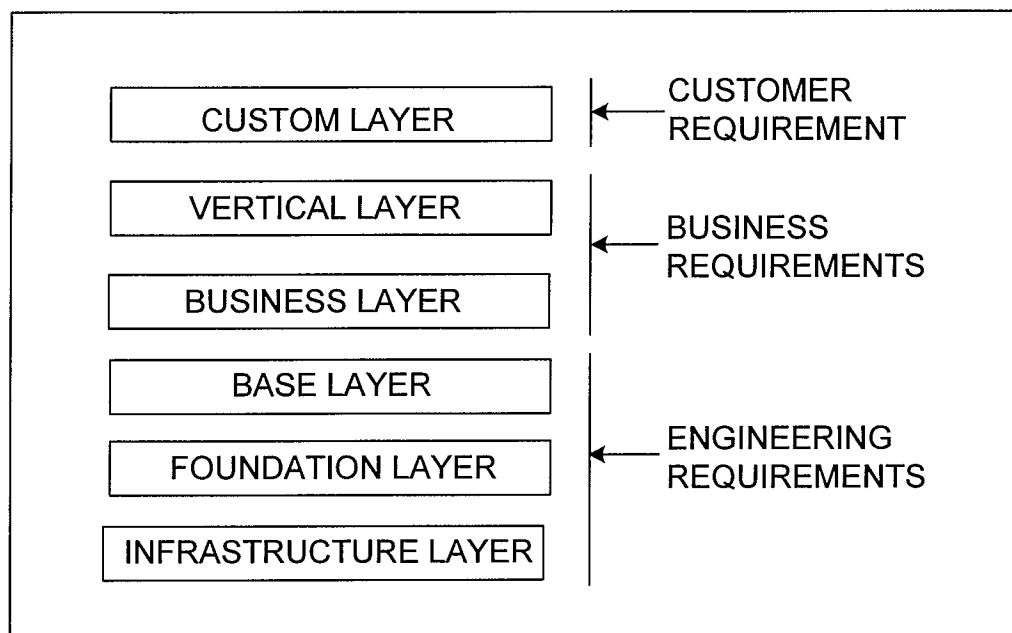 CUSTOM LAYER
CUSTOMER
REQUIREMENT
VERTICAL LAYER
BUSINESS LAYER
BUSINESS
REQUIREMENTS
BASE LAYER
FOUNDATION LAYER
INFRASTRUCTURE LAYER
ENGINEERING
REQUIREMENTS